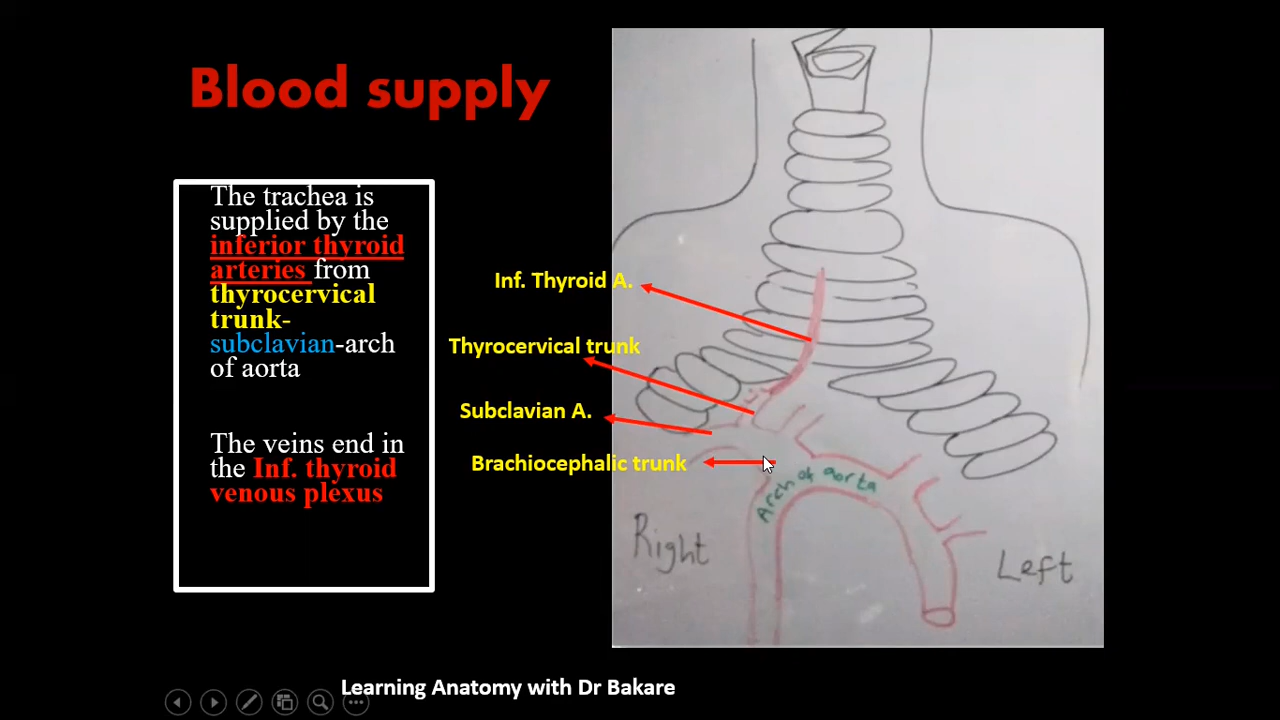 Blood supply
The trachea is
supplied by the
inferior thyroid
arteries from
thyrocervical
trunk-
subclavian-arch
of aorta
The veins end in
the Inf. thyroid
venous plexus
Inf. Thyroid A.
Thyrocervical trunk
Subclavian A.
Brachiocephalic trunk
Arch of aorta
Right
Left
Learning Anatomy with Dr Bakare